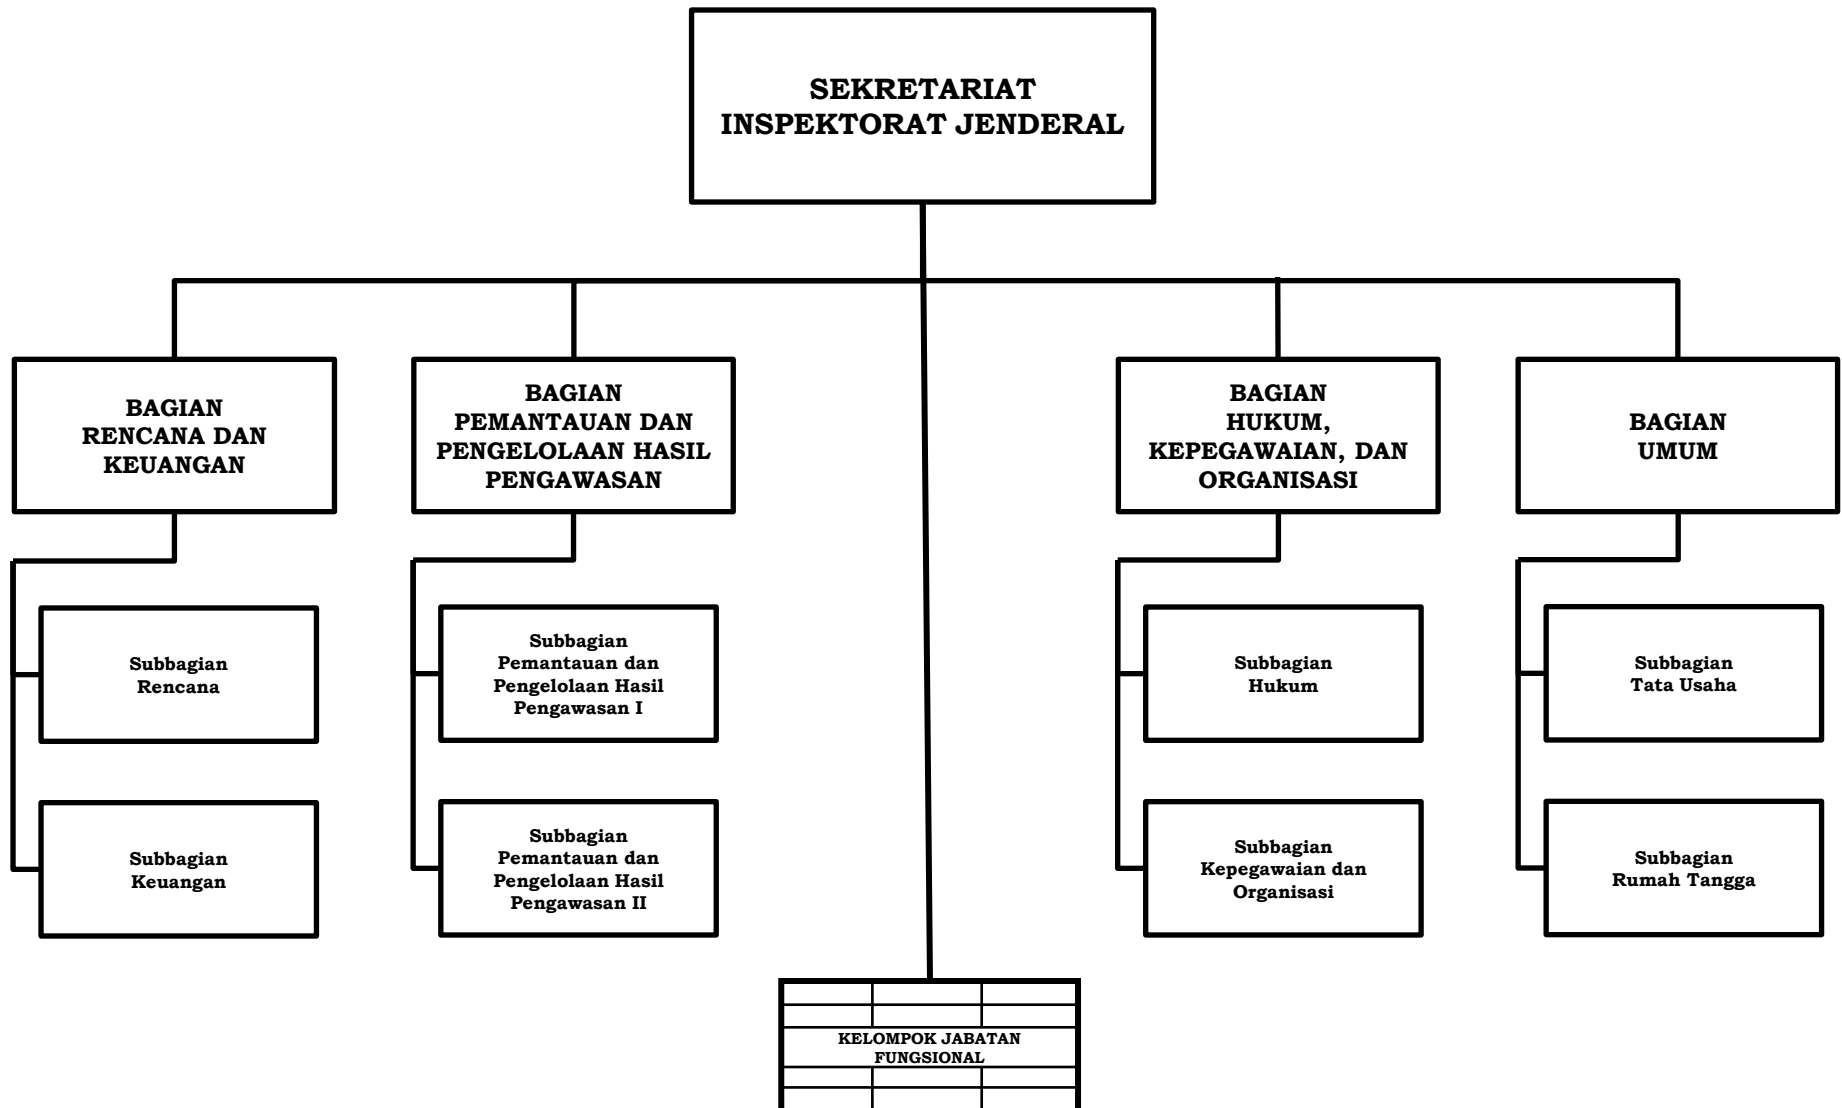 SEKRETARIAT
INSPEKTORAT JENDERAL
BAGIAN
RENCANA DAN
KEUANGAN
BAGIAN
PEMANTAUAN DAN
PENGELOLAAN HASIL
PENGAWASAN
BAGIAN
HUKUM,
KEPEGAWAIAN, DAN
ORGANISASI
BAGIAN
UMUM
Subbagian
Rencana
Subbagian
Pemantauan dan
Pengelolaan Hasil
Pengawasan I
Subbagian
Hukum
Subbagian
Tata Usaha
Subbagian
Keuangan
Subbagian
Pemantauan dan
Pengelolaan Hasil
Pengawasan II
Subbagian
Kepegawaian dan
Organisasi
Subbagian
Rumah Tangga
KELOMPOK JABATAN
FUNGSIONAL